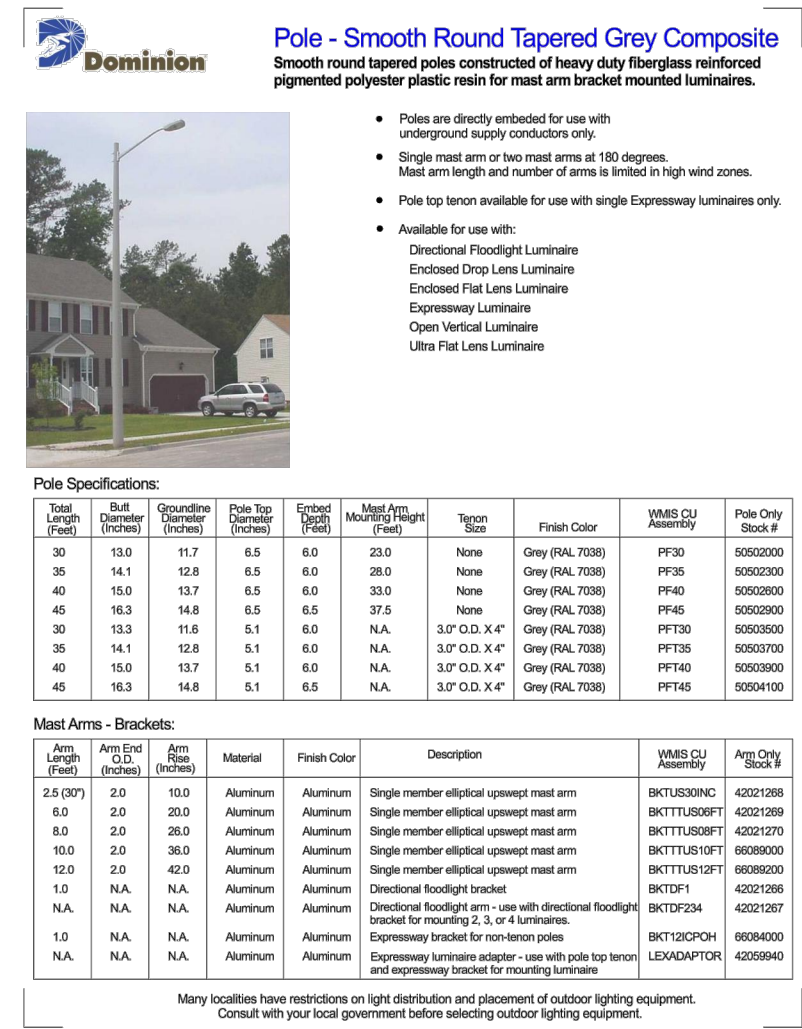 Dominion
Pole - Smooth Round Tapered Grey Composite
Smooth round tapered poles constructed of heavy duty fiberglass reinforced
pigmented polyester plastic resin for mast arm bracket mounted luminaires.
• Poles are directly embeded for use with
underground supply conductors only.
• Single mast arm or two mast arms at 180 degrees.
Mast arm length and number of arms is limited in high wind zones.
• Pole top tenon available for use with single Expressway luminaires only.
• Available for use with:
Directional Floodlight Luminaire
Enclosed Drop Lens Luminaire
Enclosed Flat Lens Luminaire
Expressway Luminaire
Open Vertical Luminaire
Ultra Flat Lens Luminaire
Pole Specifications:
Total Length (Feet) Butt Diameter (Inches) Groundline Diameter (Inches) Pole Top Diameter (Inches) Embed Depth (Feet) Mast Arm Mounting Height (Feet) Tenon Size Finish Color WMIS CU Assembly Pole Only Stock #
30 13.0 11.7 6.5 6.0 23.0 None Grey (RAL 7038) PF30 50502000
35 14.1 12.8 6.5 6.0 28.0 None Grey (RAL 7038) PF35 50502300
40 15.0 13.7 6.5 6.0 33.0 None Grey (RAL 7038) PF40 50502600
45 16.3 14.8 6.5 6.5 37.5 None Grey (RAL 7038) PF45 50502900
30 13.3 11.6 5.1 6.0 N.A. 3.0" O.D. X 4" Grey (RAL 7038) PFT30 50503500
35 14.1 12.8 5.1 6.0 N.A. 3.0" O.D. X 4" Grey (RAL 7038) PFT35 50503700
40 15.0 13.7 5.1 6.0 N.A. 3.0" O.D. X 4" Grey (RAL 7038) PFT40 50503900
45 16.3 14.8 5.1 6.5 N.A. 3.0" O.D. X 4" Grey (RAL 7038) PFT45 50504100
Mast Arms - Brackets:
Arm Length (Feet) Arm End O.D. (Inches) Arm Rise (Inches) Material Finish Color Description WMIS CU Assembly Arm Only Stock #
2.5 (30") 2.0 10.0 Aluminum Aluminum Single member elliptical upswept mast arm BKTUS30INC 42021268
6.0 2.0 20.0 Aluminum Aluminum Single member elliptical upswept mast arm BKTTTUS06FT 42021269
8.0 2.0 26.0 Aluminum Aluminum Single member elliptical upswept mast arm BKTTTUS08FT 42021270
10.0 2.0 36.0 Aluminum Aluminum Single member elliptical upswept mast arm BKTTTUS10FT 66089000
12.0 2.0 42.0 Aluminum Aluminum Single member elliptical upswept mast arm BKTTTUS12FT 66089200
1.0 N.A. N.A. Aluminum Aluminum Directional floodlight bracket BKTDF1 42021266
N.A. N.A. N.A. Aluminum Aluminum Directional floodlight arm - use with directional floodlight BKTDF234 42021267
bracket for mounting 2, 3, or 4 luminaires.
1.0 N.A. N.A. Aluminum Aluminum Expressway bracket for non-tenon poles BKT12ICPOH 66084000
N.A. N.A. N.A. Aluminum Aluminum Expressway luminaire adapter - use with pole top tenon LEXADAPTOR 42059940
and expressway bracket for mounting luminaire
Many localities have restrictions on light distribution and placement of outdoor lighting equipment.
Consult with your local government before selecting outdoor lighting equipment.